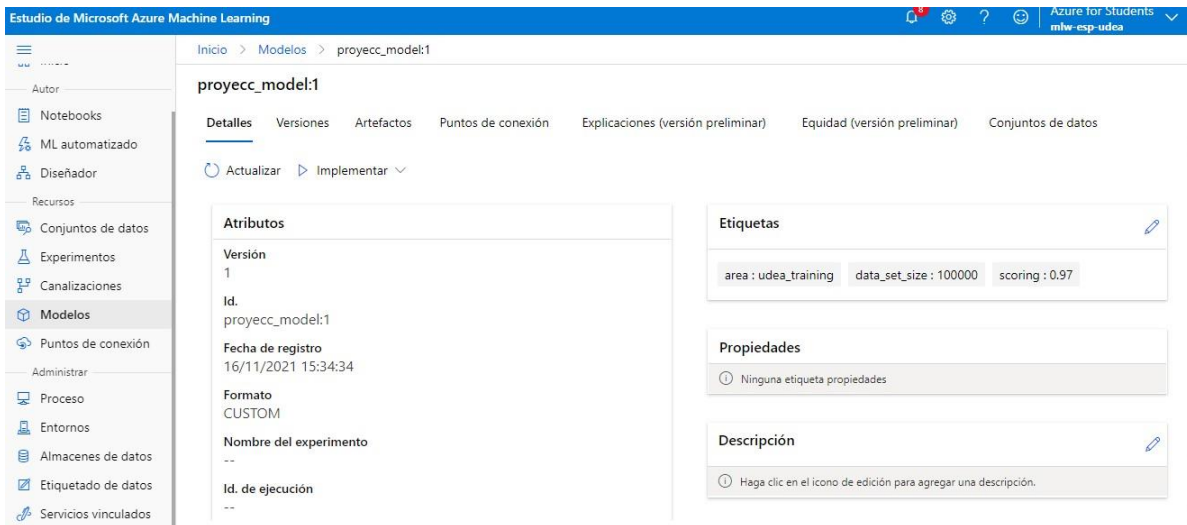 Estudio de Microsoft Azure Machine Learning
8
?
Azure for Students
mlw-esp-udea
Inicio > Modelos > proyecc_model:1
proyecc_model:1
Detalles Versiones Artefactos Puntos de conexión Explicaciones (versión preliminar) Equidad (versión preliminar) Conjuntos de datos
Actualizar Implementar
Autor
Notebooks
ML automatizado
Diseñador
Recursos
Conjuntos de datos
Experimentos
Canalizaciones
Modelos
Puntos de conexión
Administrar
Proceso
Entornos
Almacenes de datos
Etiquetado de datos
Servicios vinculados
Atributos
Versión
1
Id.
proyecc_model:1
Fecha de registro
16/11/2021 15:34:34
Formato
CUSTOM
Nombre del experimento
--
Id. de ejecución
--
Etiquetas
area : udea_training data_set_size : 100000 scoring : 0.97
Propiedades
Ninguna etiqueta propiedades
Descripción
Haga clic en el icono de edición para agregar una descripción.